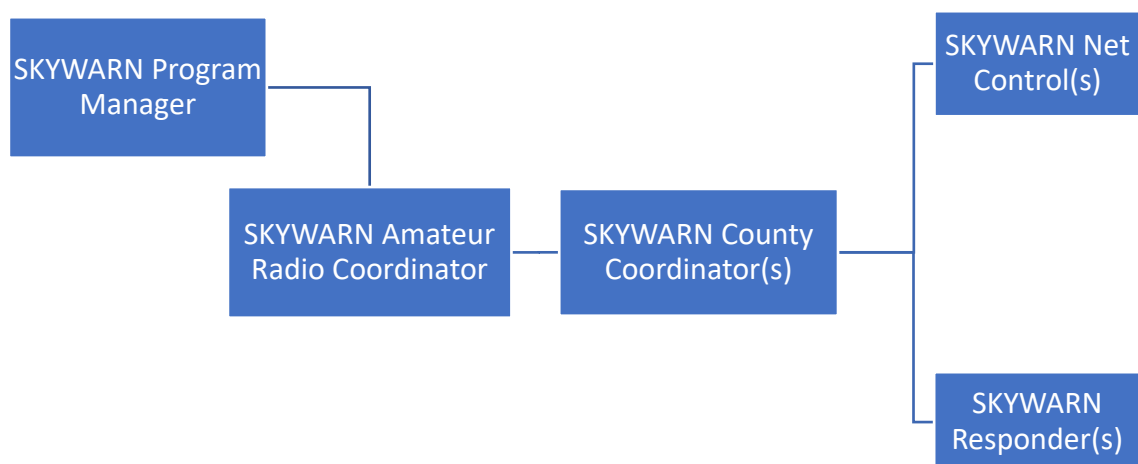 SKYWARN Program
Manager
SKYWARN Amateur
Radio Coordinator
SKYWARN County
Coordinator(s)
SKYWARN Net
Control(s)
SKYWARN
Responder(s)